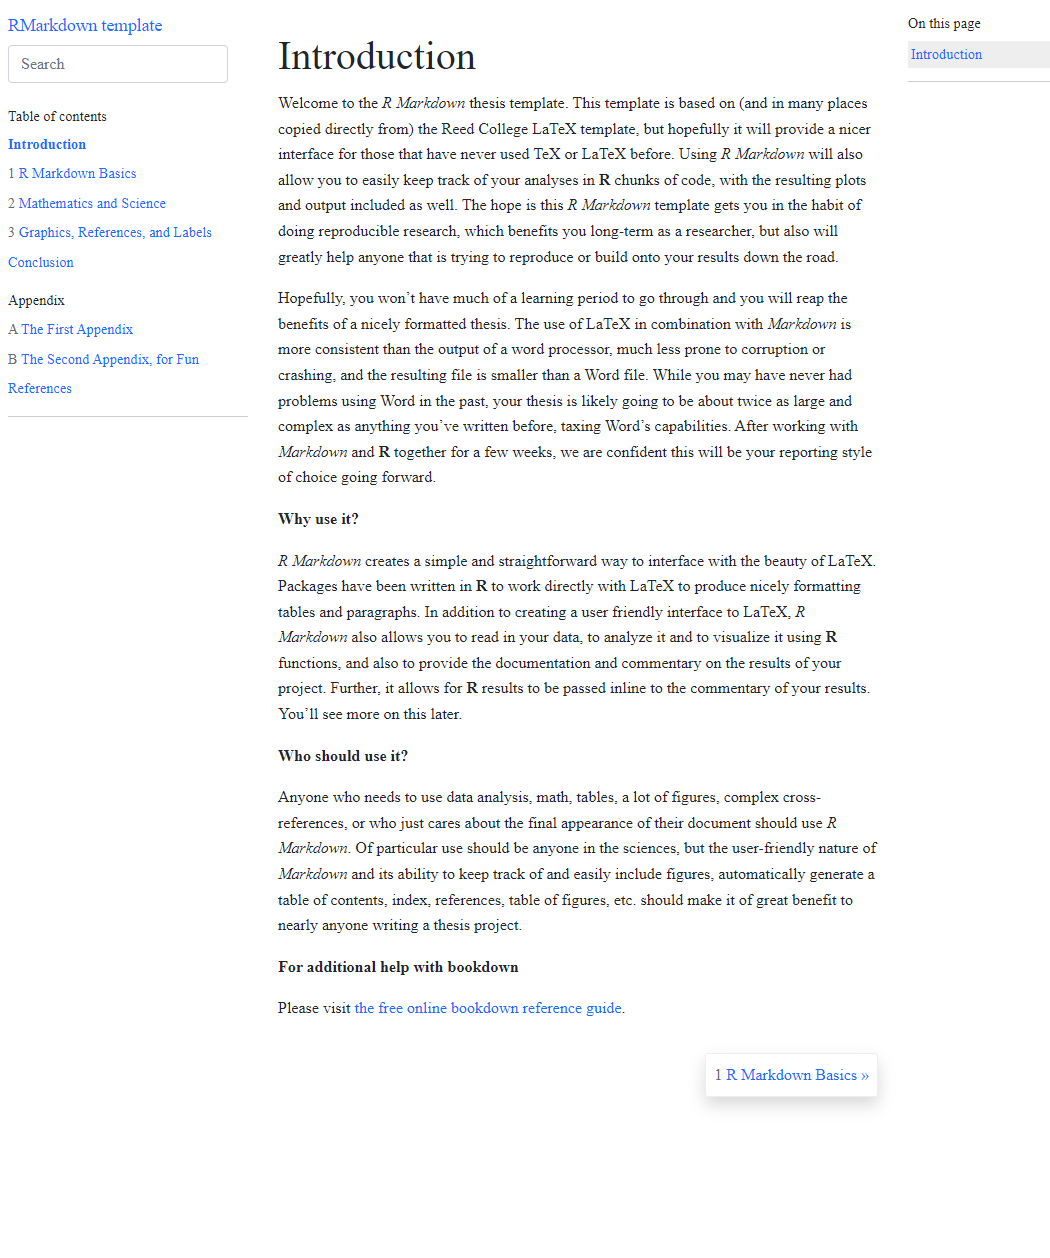 RMarkdown template
Search
Table of contents
Introduction
1 R Markdown Basics
2 Mathematics and Science
3 Graphics, References, and Labels
Conclusion
Appendix
A The First Appendix
B The Second Appendix, for Fun
References
Introduction
Welcome to the R Markdown thesis template. This template is based on (and in many places
copied directly from) the Reed College LaTeX template, but hopefully it will provide a nicer
interface for those that have never used TeX or LaTeX before. Using R Markdown will also
allow you to easily keep track of your analyses in R chunks of code, with the resulting plots
and output included as well. The hope is this R Markdown template gets you in the habit of
doing reproducible research, which benefits you long-term as a researcher, but also will
greatly help anyone that is trying to reproduce or build onto your results down the road.
Hopefully, you won’t have much of a learning period to go through and you will reap the
benefits of a nicely formatted thesis. The use of LaTeX in combination with Markdown is
more consistent than the output of a word processor, much less prone to corruption or
crashing, and the resulting file is smaller than a Word file. While you may have never had
problems using Word in the past, your thesis is likely going to be about twice as large and
complex as anything you’ve written before, taxing Word’s capabilities. After working with
Markdown and R together for a few weeks, we are confident this will be your reporting style
of choice going forward.
Why use it?
R Markdown creates a simple and straightforward way to interface with the beauty of LaTeX.
Packages have been written in R to work directly with LaTeX to produce nicely formatting
tables and paragraphs. In addition to creating a user friendly interface to LaTeX, R
Markdown also allows you to read in your data, to analyze it and to visualize it using R
functions, and also to provide the documentation and commentary on the results of your
project. Further, it allows for R results to be passed inline to the commentary of your results.
You’ll see more on this later.
Who should use it?
Anyone who needs to use data analysis, math, tables, a lot of figures, complex cross-
references, or who just cares about the final appearance of their document should use R
Markdown. Of particular use should be anyone in the sciences, but the user-friendly nature of
Markdown and its ability to keep track of and easily include figures, automatically generate a
table of contents, index, references, table of figures, etc. should make it of great benefit to
nearly anyone writing a thesis project.
For additional help with bookdown
Please visit the free online bookdown reference guide.
1 R Markdown Basics »
On this page
Introduction